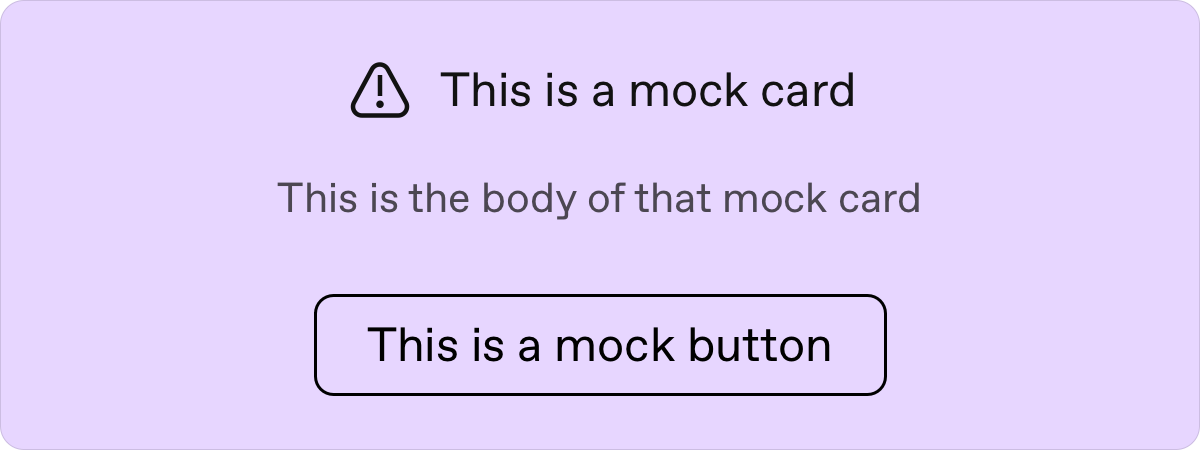 This is a mock card
This is the body of that mock card
This is a mock button